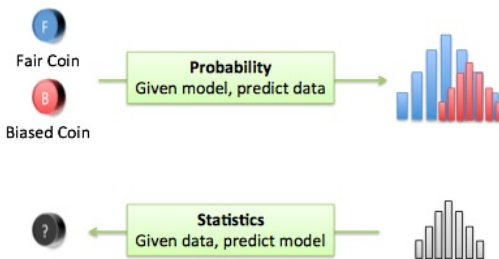 F
Fair Coin
B
Biased Coin
Probability
Given model, predict data
?
Statistics
Given data, predict model